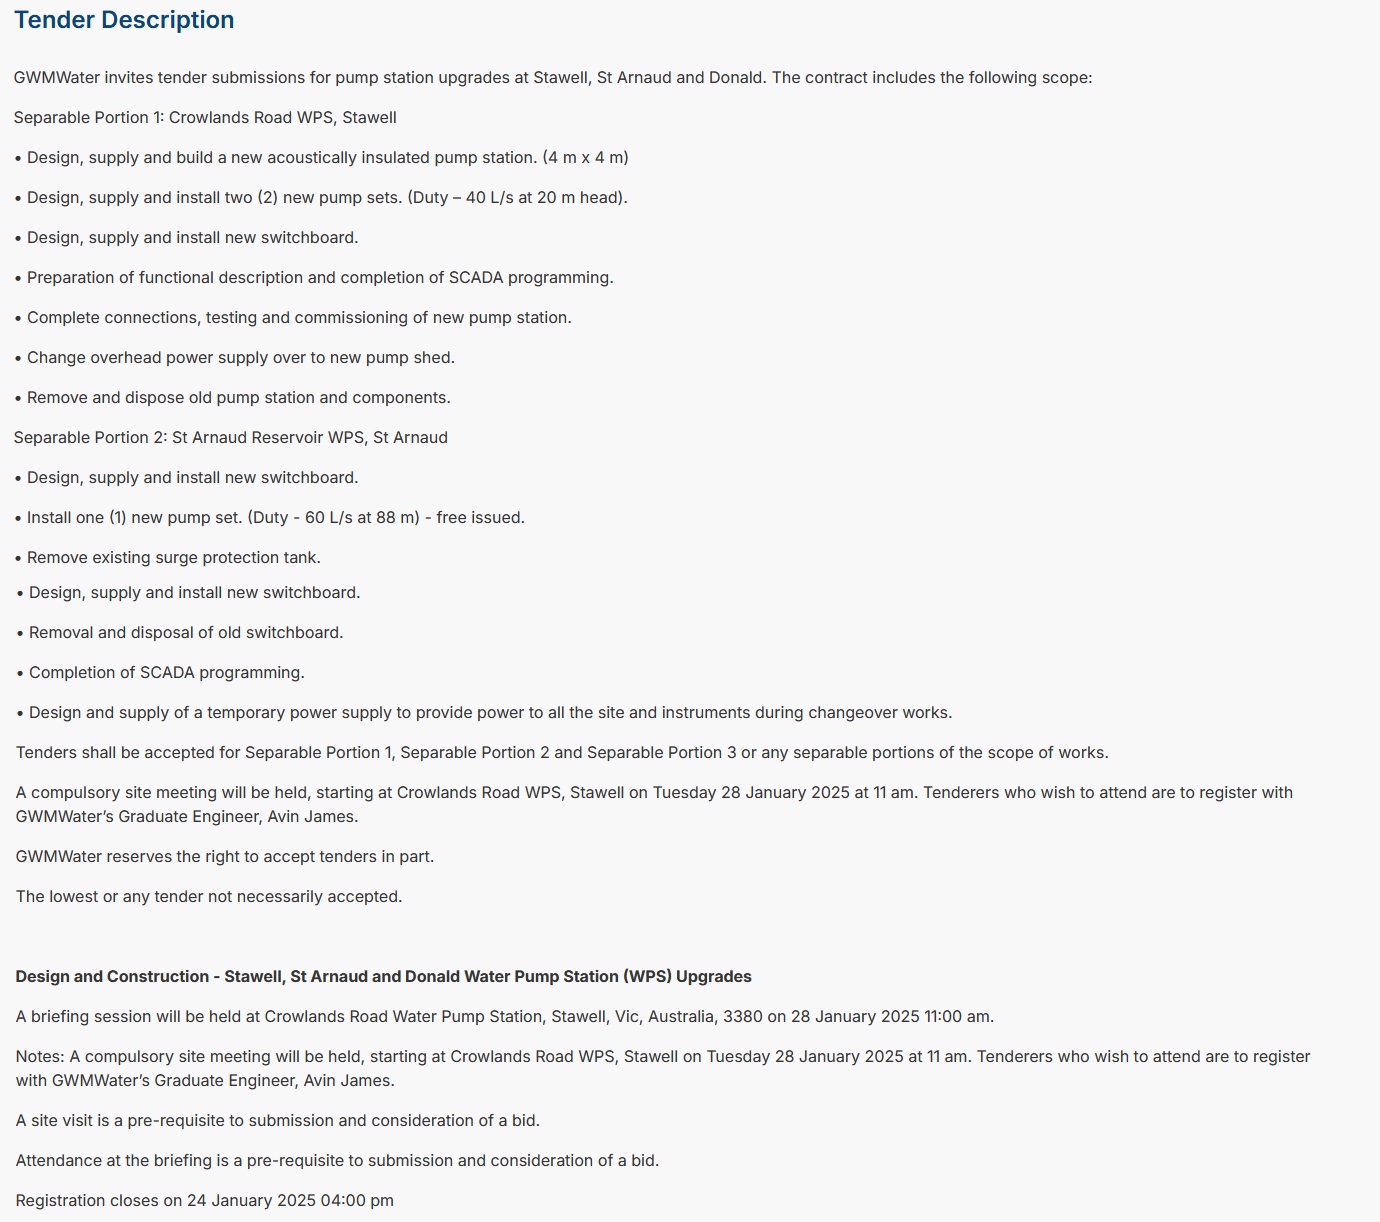 Tender Description
GWMWater invites tender submissions for pump station upgrades at Stawell, St Arnaud and Donald. The contract includes the following scope:
Separable Portion 1: Crowlands Road WPS, Stawell
• Design, supply and build a new acoustically insulated pump station. (4 m x 4 m)
• Design, supply and install two (2) new pump sets. (Duty – 40 L/s at 20 m head).
• Design, supply and install new switchboard.
• Preparation of functional description and completion of SCADA programming.
• Complete connections, testing and commissioning of new pump station.
• Change overhead power supply over to new pump shed.
• Remove and dispose old pump station and components.
Separable Portion 2: St Arnaud Reservoir WPS, St Arnaud
• Design, supply and install new switchboard.
• Install one (1) new pump set. (Duty - 60 L/s at 88 m) - free issued.
• Remove existing surge protection tank.
• Design, supply and install new switchboard.
• Removal and disposal of old switchboard.
• Completion of SCADA programming.
• Design and supply of a temporary power supply to provide power to all the site and instruments during changeover works.
Tenders shall be accepted for Separable Portion 1, Separable Portion 2 and Separable Portion 3 or any separable portions of the scope of works.
A compulsory site meeting will be held, starting at Crowlands Road WPS, Stawell on Tuesday 28 January 2025 at 11 am. Tenderers who wish to attend are to register with
GWMWater’s Graduate Engineer, Avin James.
GWMWater reserves the right to accept tenders in part.
The lowest or any tender not necessarily accepted.
Design and Construction - Stawell, St Arnaud and Donald Water Pump Station (WPS) Upgrades
A briefing session will be held at Crowlands Road Water Pump Station, Stawell, Vic, Australia, 3380 on 28 January 2025 11:00 am.
Notes: A compulsory site meeting will be held, starting at Crowlands Road WPS, Stawell on Tuesday 28 January 2025 at 11 am. Tenderers who wish to attend are to register
with GWMWater’s Graduate Engineer, Avin James.
A site visit is a pre-requisite to submission and consideration of a bid.
Attendance at the briefing is a pre-requisite to submission and consideration of a bid.
Registration closes on 24 January 2025 04:00 pm